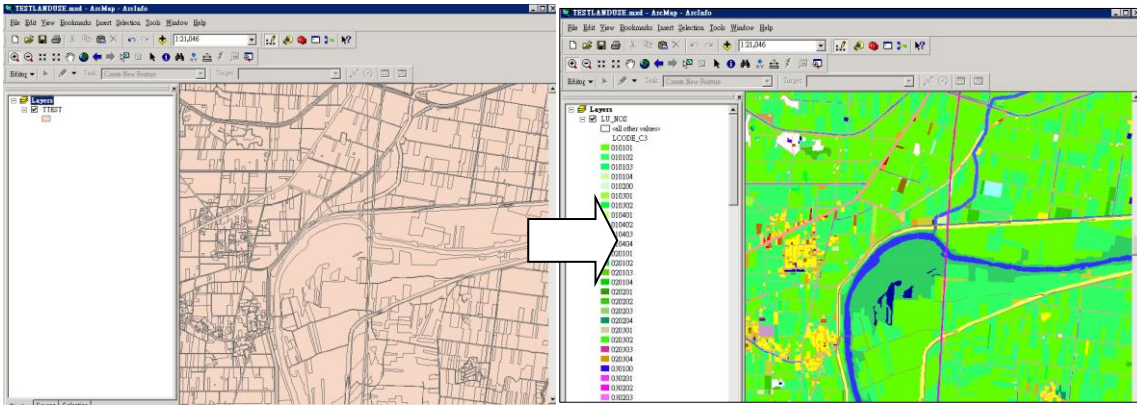 TESTLANDUSE.mxd - ArcMap - ArcInfo
File Edit View Bookmarks Insert Selection Tools Window Help
1:21,046
Editor Task: Create New Feature Target:
Layers
TTEST
Display Source Selection
TESTLANDUSE.mxd - ArcMap - ArcInfo
File Edit View Bookmarks Insert Selection Tools Window Help
1:21,046
Editor Task: Create New Feature Target:
Layers
LU_NOS
<all other values>
LCODE_C3
010101
010102
010103
010104
010200
010301
010302
010401
010402
010403
010404
020101
020102
020103
020104
020201
020202
020203
020204
020301
020302
020303
020304
030100
030201
030202
030203